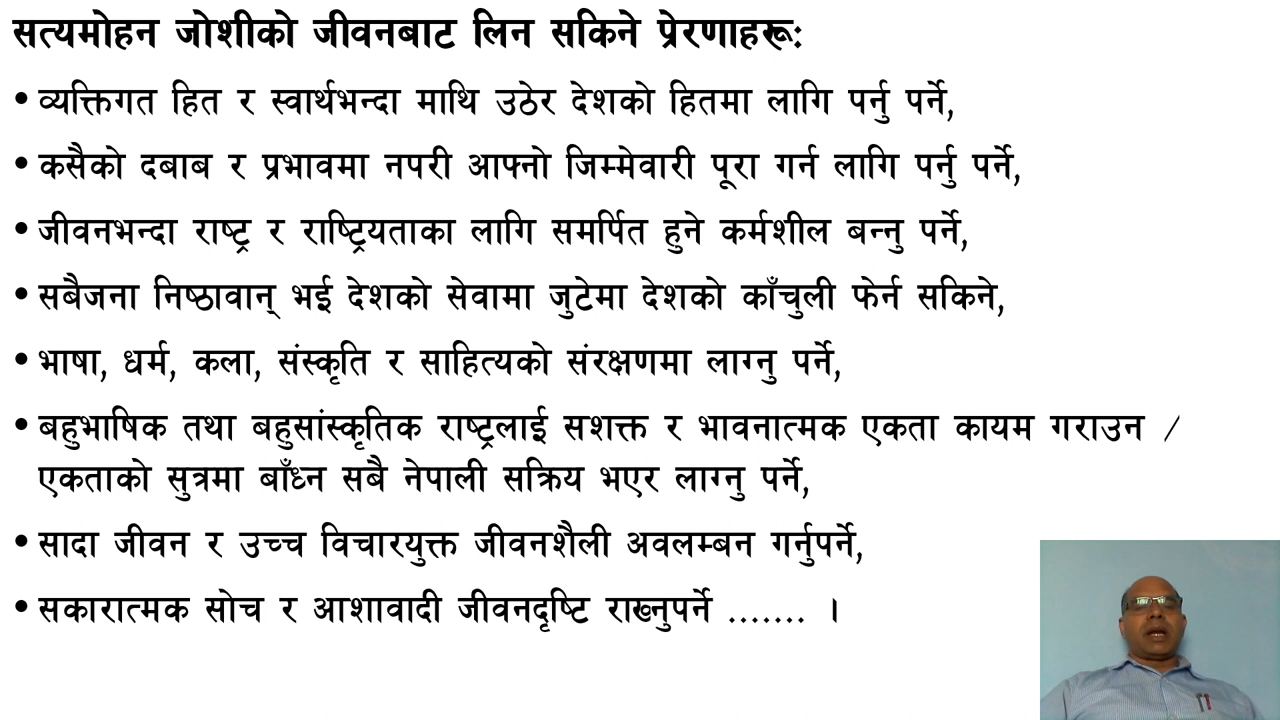 सत्यमोहन जोशीको जीवनबाट लिन सकिने प्रेरणाहरू:
• व्यक्तिगत हित र स्वार्थभन्दा माथि उठेर देशको हितमा लागि पर्नु पर्ने,
• कसैको दबाब र प्रभावमा नपरी आफ्नो जिम्मेवारी पूरा गर्न लागि पर्नु पर्ने,
• जीवनभन्दा राष्ट्र र राष्ट्रियताका लागि समर्पित हुने कर्मशील बन्नु पर्ने,
• सबैजना निष्ठावान् भई देशको सेवामा जुटेमा देशको काँचुली फेर्न सकिने,
• भाषा, धर्म, कला, संस्कृति र साहित्यको संरक्षणमा लाग्नु पर्ने,
• बहुभाषिक तथा बहुसांस्कृतिक राष्ट्रलाई सशक्त र भावनात्मक एकता कायम गराउन /
एकताको सुत्रमा बाँध्न सबै नेपाली सक्रिय भएर लाग्नु पर्ने,
• सादा जीवन र उच्च विचारयुक्त जीवनशैली अवलम्बन गर्नुपर्ने,
• सकारात्मक सोच र आशावादी जीवनदृष्टि राख्नुपर्ने ....... ।